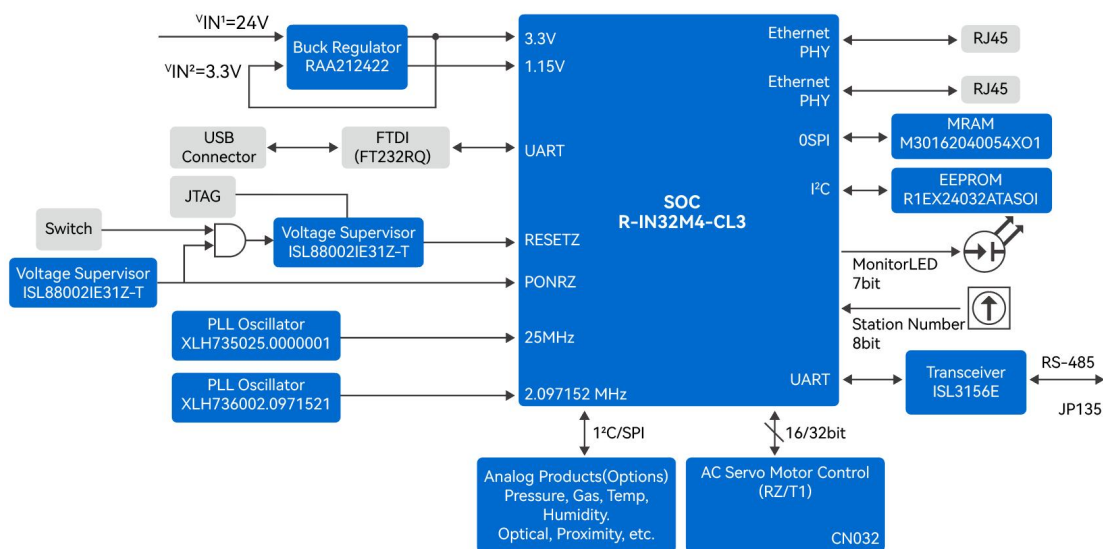 VIN¹=24V
VIN²=3.3V
Buck Regulator
RAA212422
3.3V
1.15V
Ethernet
PHY
RJ45
Ethernet
PHY
RJ45
USB
Connector
FTDI
(FT232RQ)
UART
0SPI
MRAM
M30162040054XO1
I²C
EEPROM
R1EX24032ATASOI
SOC
R-IN32M4-CL3
JTAG
Switch
Voltage Supervisor
ISL88002IE31Z-T
RESETZ
Voltage Supervisor
ISL88002IE31Z-T
PONRZ
MonitorLED
7bit
Station Number
8bit
PLL Oscillator
XLH735025.0000001
25MHz
PLL Oscillator
XLH736002.0971521
2.097152 MHz
UART
Transceiver
ISL3156E
RS-485
JP135
1²C/SPI
16/32bit
Analog Products(Options)
Pressure, Gas, Temp,
Humidity.
Optical, Proximity, etc.
AC Servo Motor Control
(RZ/T1)
CN032